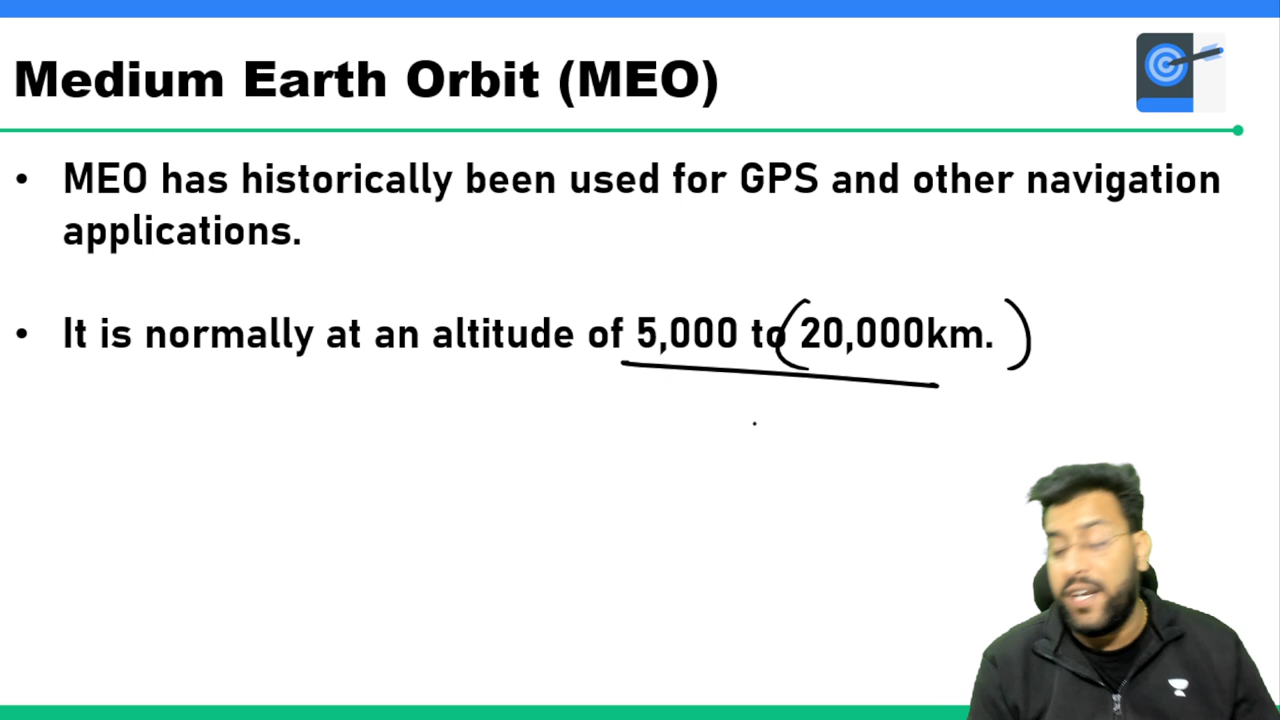 Medium Earth Orbit (MEO)
• MEO has historically been used for GPS and other navigation
applications.
• It is normally at an altitude of 5,000 to 20,000km.